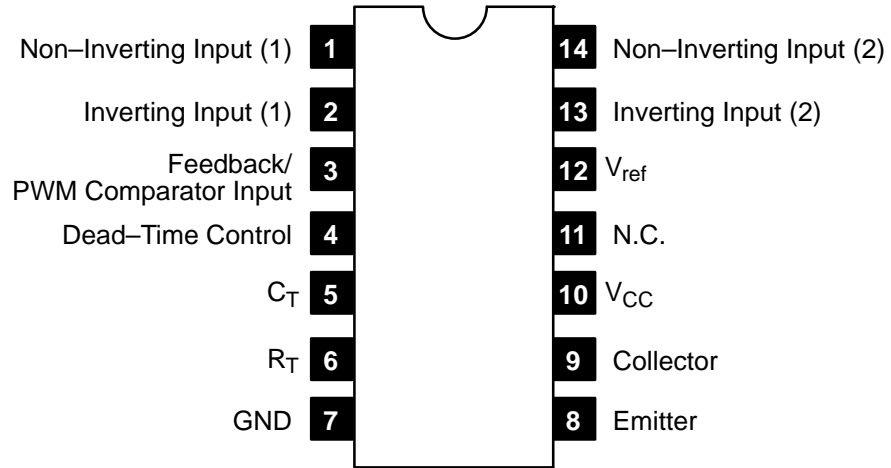 Non–Inverting Input (1) 1 14 Non–Inverting Input (2)
Inverting Input (1) 2 13 Inverting Input (2)
Feedback/
PWM Comparator Input 3 12 Vref
Dead–Time Control 4 11 N.C.
CT 5 10 VCC
RT 6 9 Collector
GND 7 8 Emitter